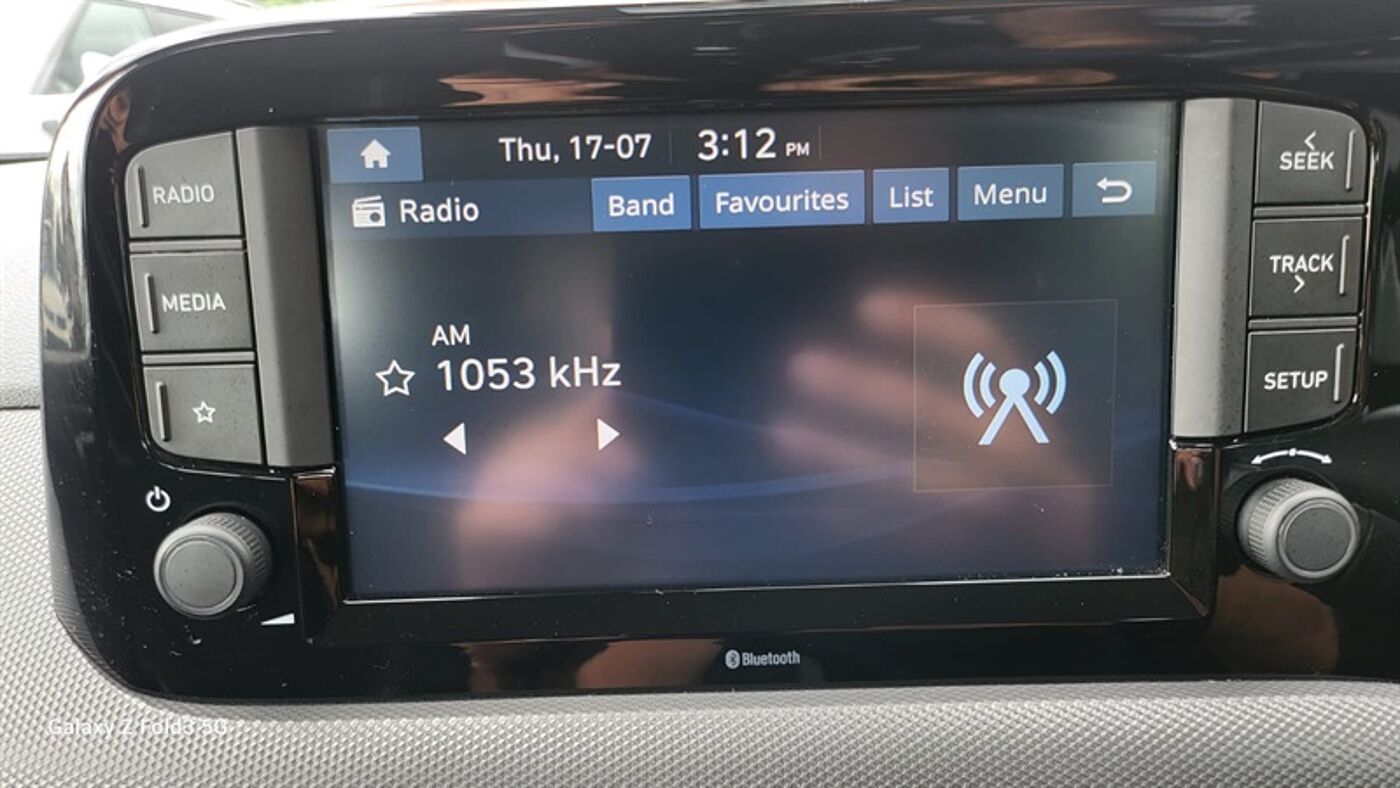 Thu, 17-07 3:12 PM
Radio Band Favourites List Menu
AM
1053 kHz
RADIO
MEDIA
SEEK
TRACK
SETUP
Bluetooth
Galaxy Z Fold3 5G